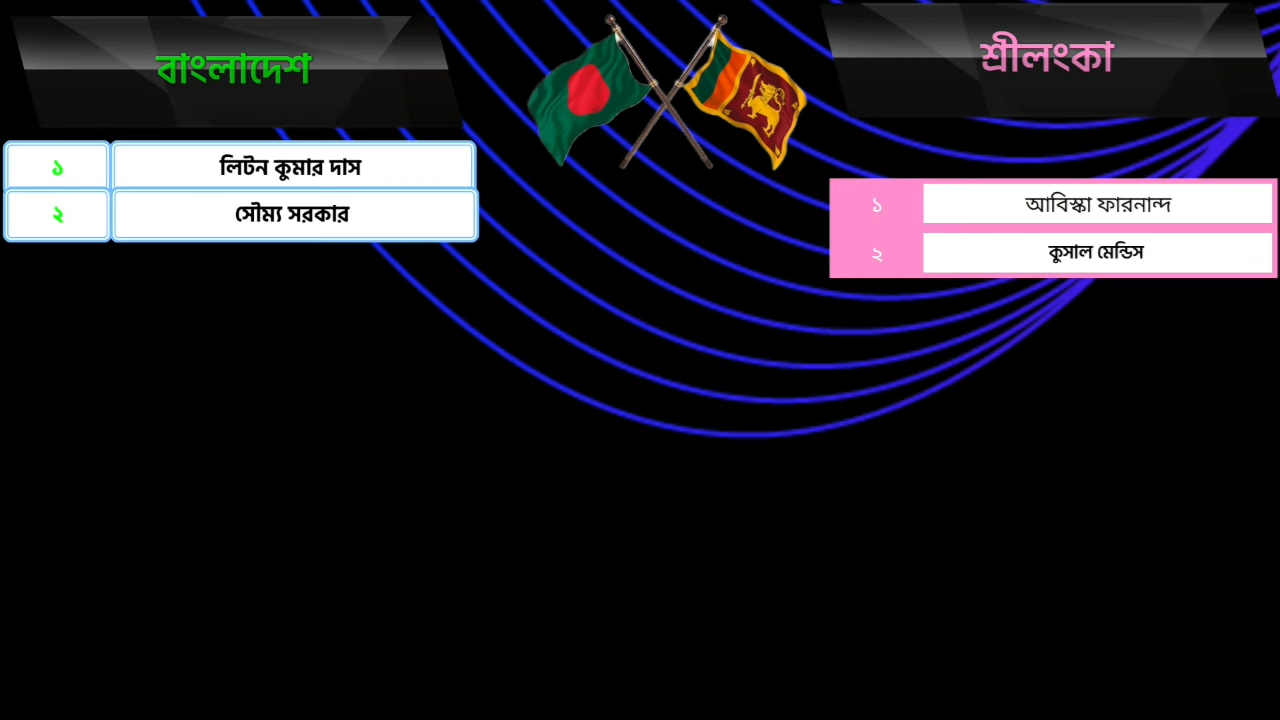 বাংলাদেশ
শ্রীলংকা
১ লিটন কুমার দাস
২ সৌম্য সরকার
১ আবিস্কা ফারনান্দ
২ কুসাল মেন্ডিস